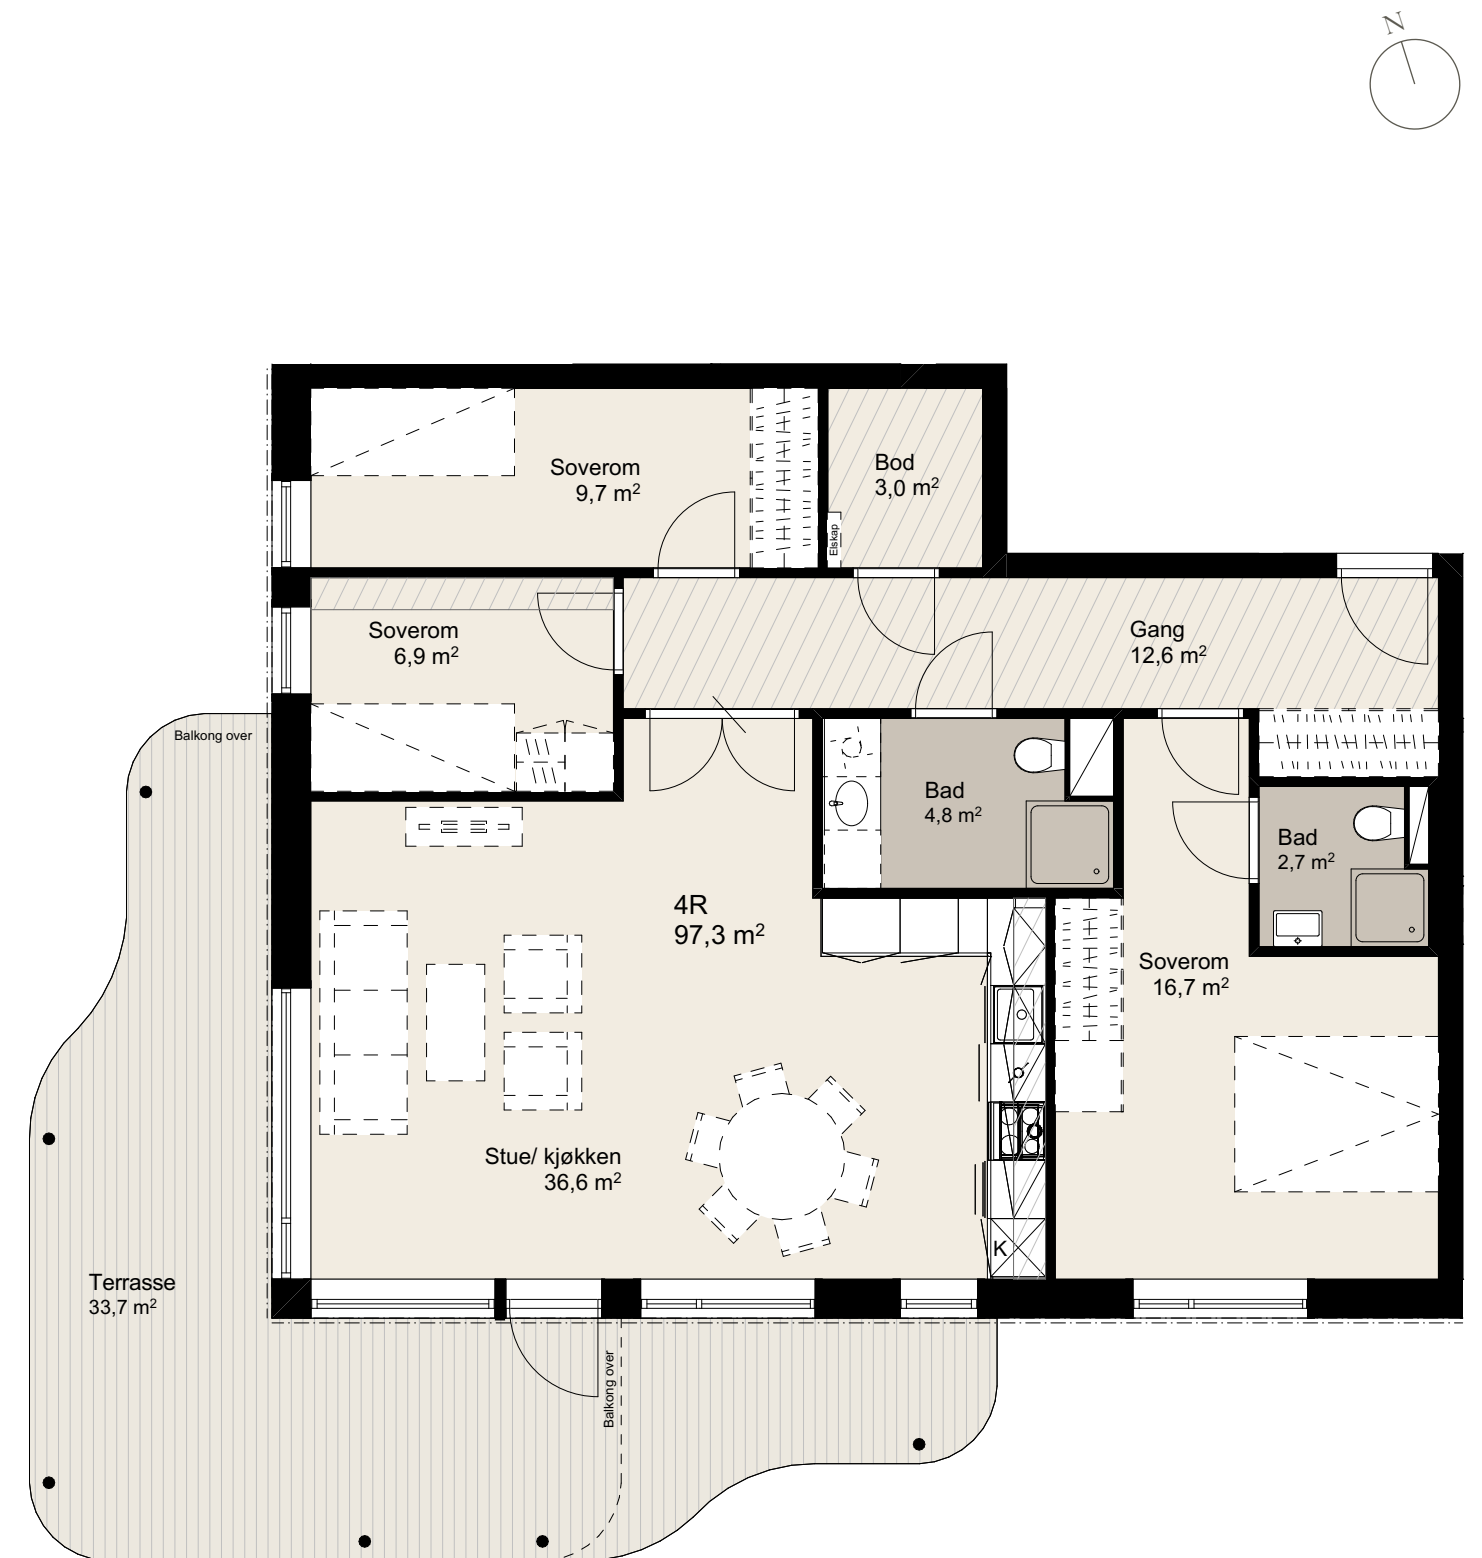 N
Soverom
9,7 m²
Bod
3,0 m²
Elskap
Soverom
6,9 m²
Gang
12,6 m²
Balkong over
Bad
4,8 m²
Bad
2,7 m²
4R
97,3 m²
Soverom
16,7 m²
Stue/ kjøkken
36,6 m²
K
Terrasse
33,7 m²
Balkong over